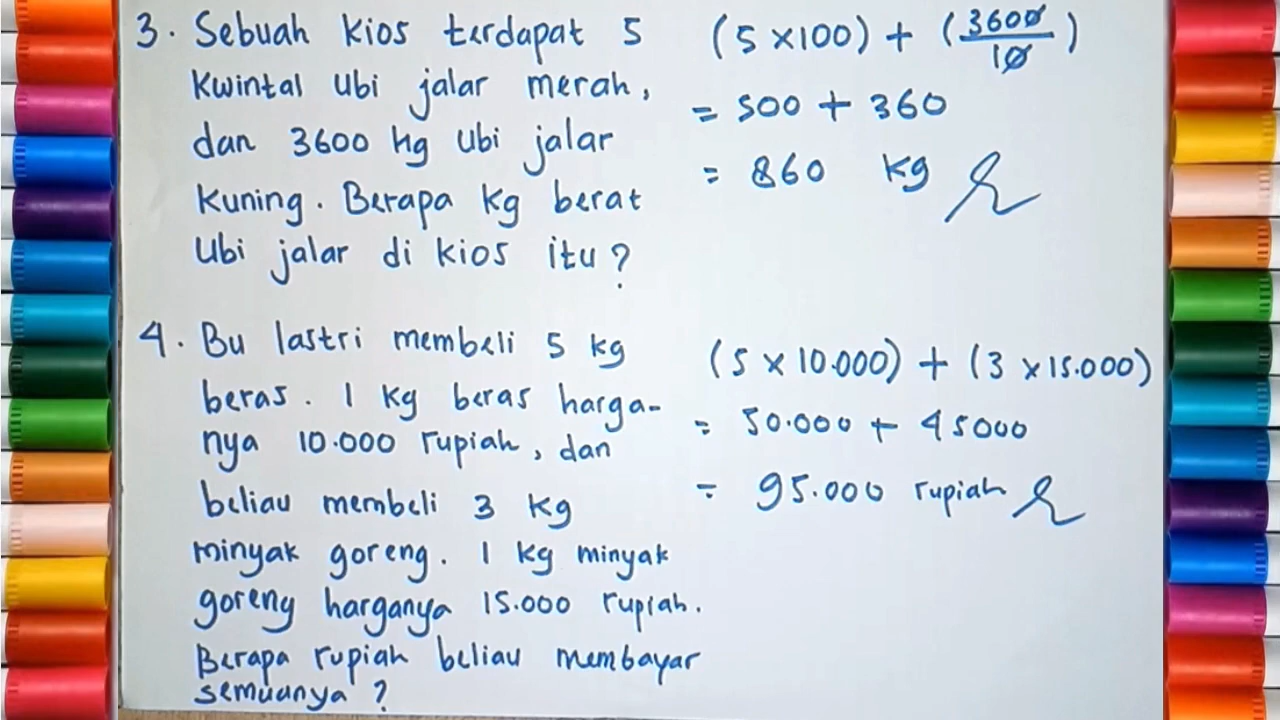 3. Sebuah kios terdapat 5
kwintal ubi jalar merah,
dan 3600 hg ubi jalar
kuning. Berapa kg berat
ubi jalar di kios itu?
(5 x 100) + (3600/10)
= 500 + 360
= 860 kg
4. Bu lastri membeli 5 kg
beras. 1 kg beras harga-
nya 10.000 rupiah, dan
beliau membeli 3 kg
minyak goreng. 1 kg minyak
goreng harganya 15.000 rupiah.
Berapa rupiah beliau membayar
semuanya?
(5 x 10.000) + (3 x 15.000)
= 50.000 + 45000
= 95.000 rupiah